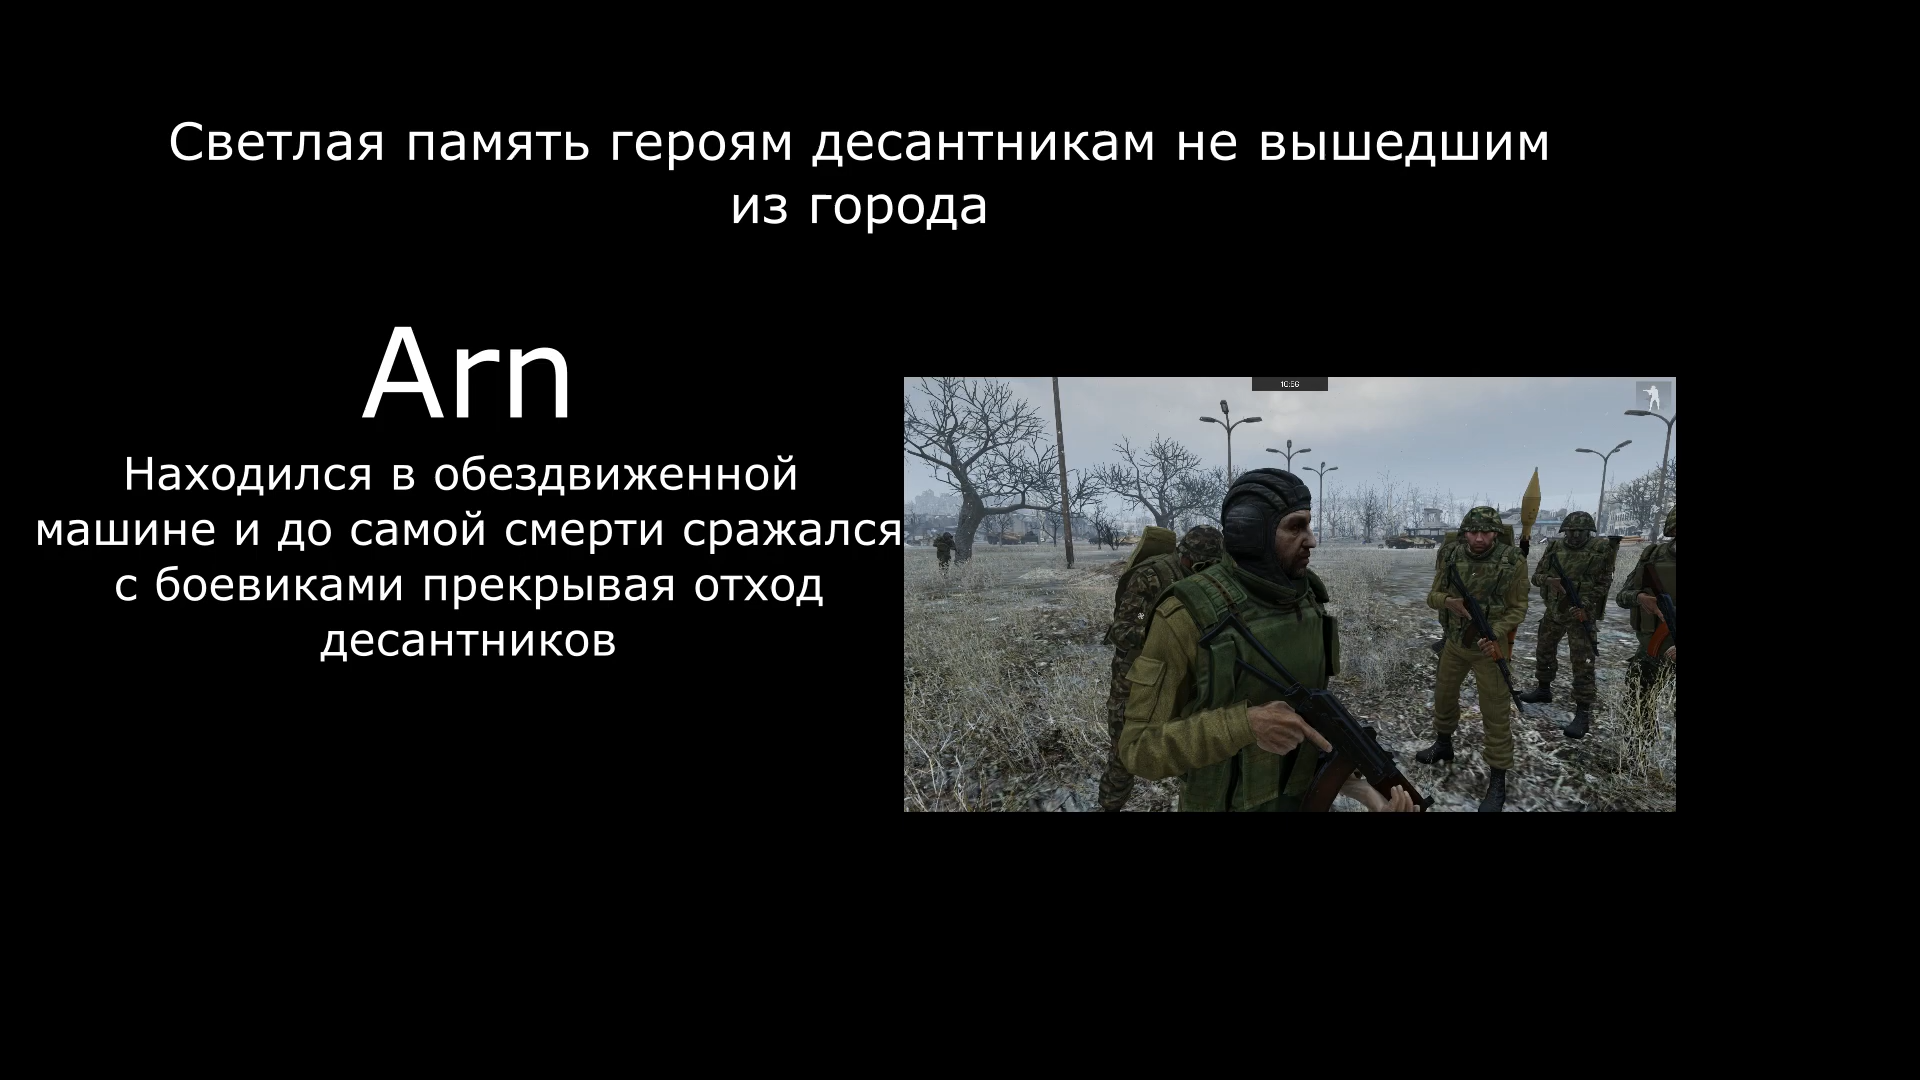 Светлая память героям десантникам не вышедшим
из города
Arn
Находился в обездвиженной
машине и до самой смерти сражался
с боевиками прекрывая отход
десантников
10:56